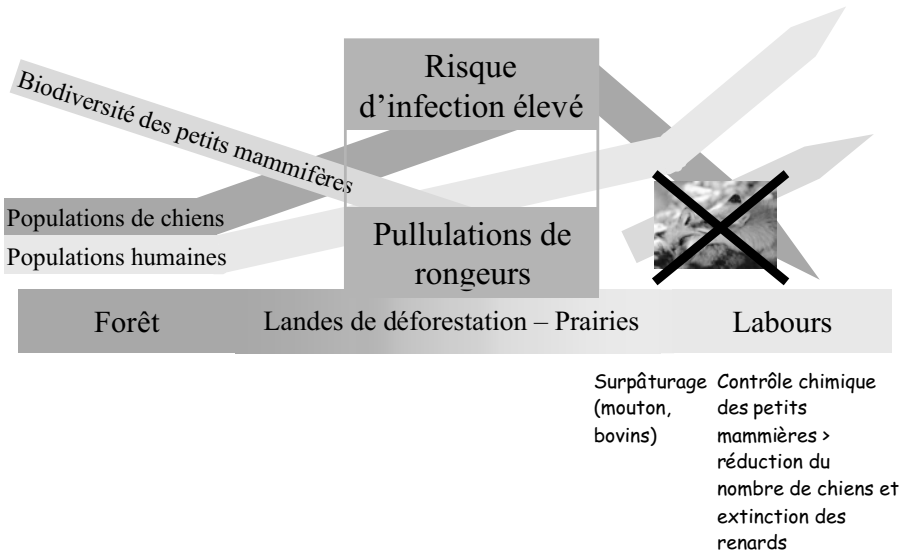 Risque
d’infection élevé
Biodiversité des petits mammifères
Populations de chiens
Populations humaines
Pullulations de
rongeurs
Forêt
Landes de déforestation – Prairies
Labours
Surpâturage
(mouton,
bovins)
Contrôle chimique
des petits
mammières >
réduction du
nombre de chiens et
extinction des
renards